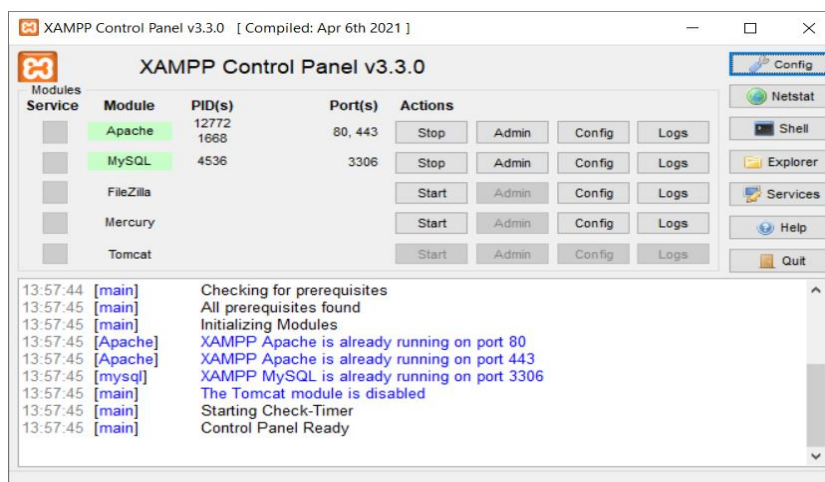 XAMPP Control Panel v3.3.0 [ Compiled: Apr 6th 2021 ]
XAMPP Control Panel v3.3.0
Config
Modules
Service Module PID(s) Port(s) Actions
Netstat
Apache 12772 1668 80, 443 Stop Admin Config Logs
Shell
MySQL 4536 3306 Stop Admin Config Logs
Explorer
FileZilla Start Admin Config Logs
Services
Mercury Start Admin Config Logs
Help
Tomcat Start Admin Config Logs
Quit
13:57:44 [main] Checking for prerequisites
13:57:45 [main] All prerequisites found
13:57:45 [main] Initializing Modules
13:57:45 [Apache] XAMPP Apache is already running on port 80
13:57:45 [Apache] XAMPP Apache is already running on port 443
13:57:45 [mysql] XAMPP MySQL is already running on port 3306
13:57:45 [main] The Tomcat module is disabled
13:57:45 [main] Starting Check-Timer
13:57:45 [main] Control Panel Ready